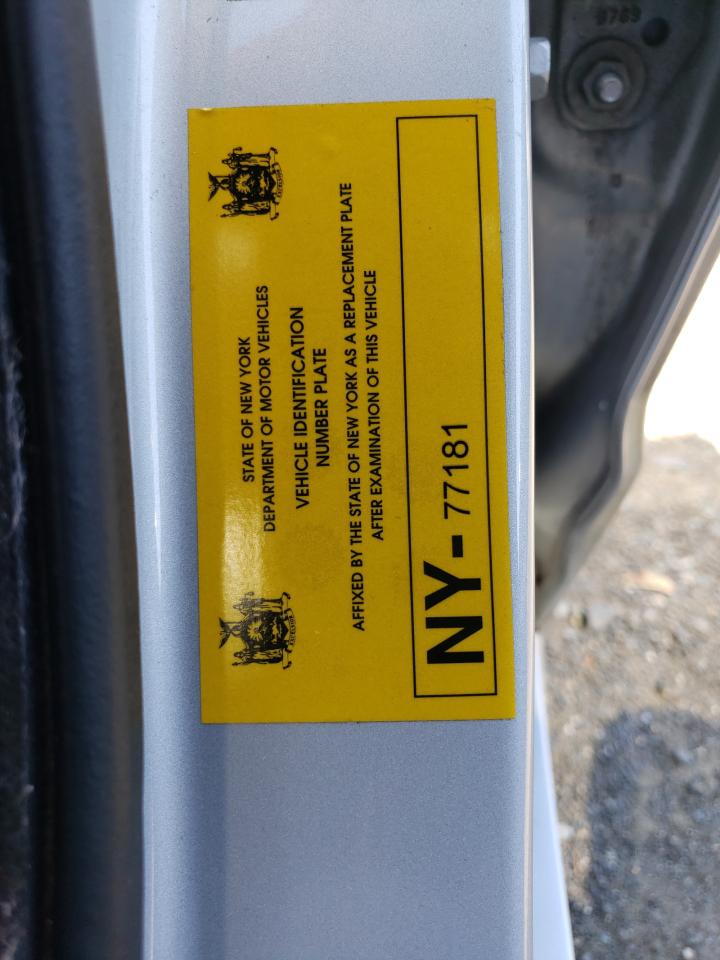 STATE OF NEW YORK
DEPARTMENT OF MOTOR VEHICLES
VEHICLE IDENTIFICATION
NUMBER PLATE
AFFIXED BY THE STATE OF NEW YORK AS A REPLACEMENT PLATE
AFTER EXAMINATION OF THIS VEHICLE
NY- 77181